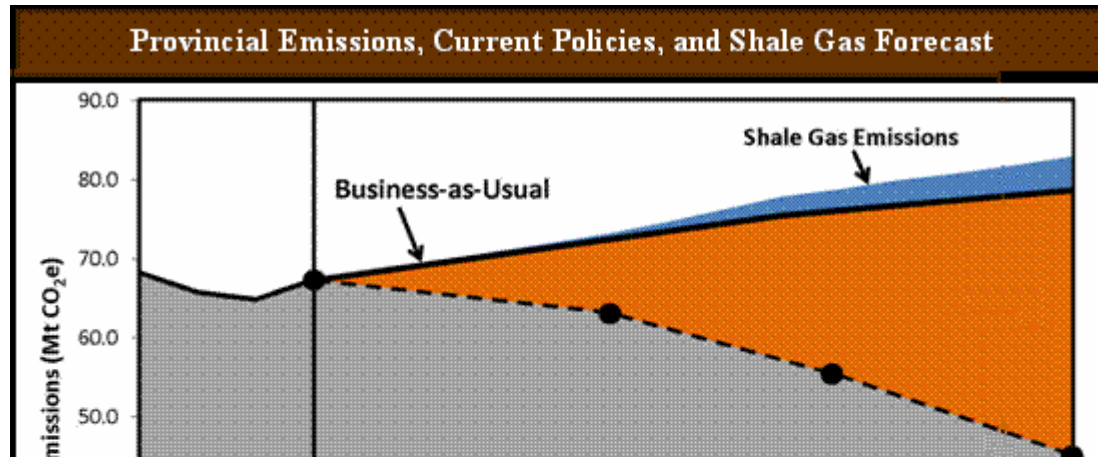 Provincial Emissions, Current Policies, and Shale Gas Forecast
90.0
Shale Gas Emissions
80.0
Business-as-Usual
70.0
60.0
50.0
missions (Mt CO₂e)